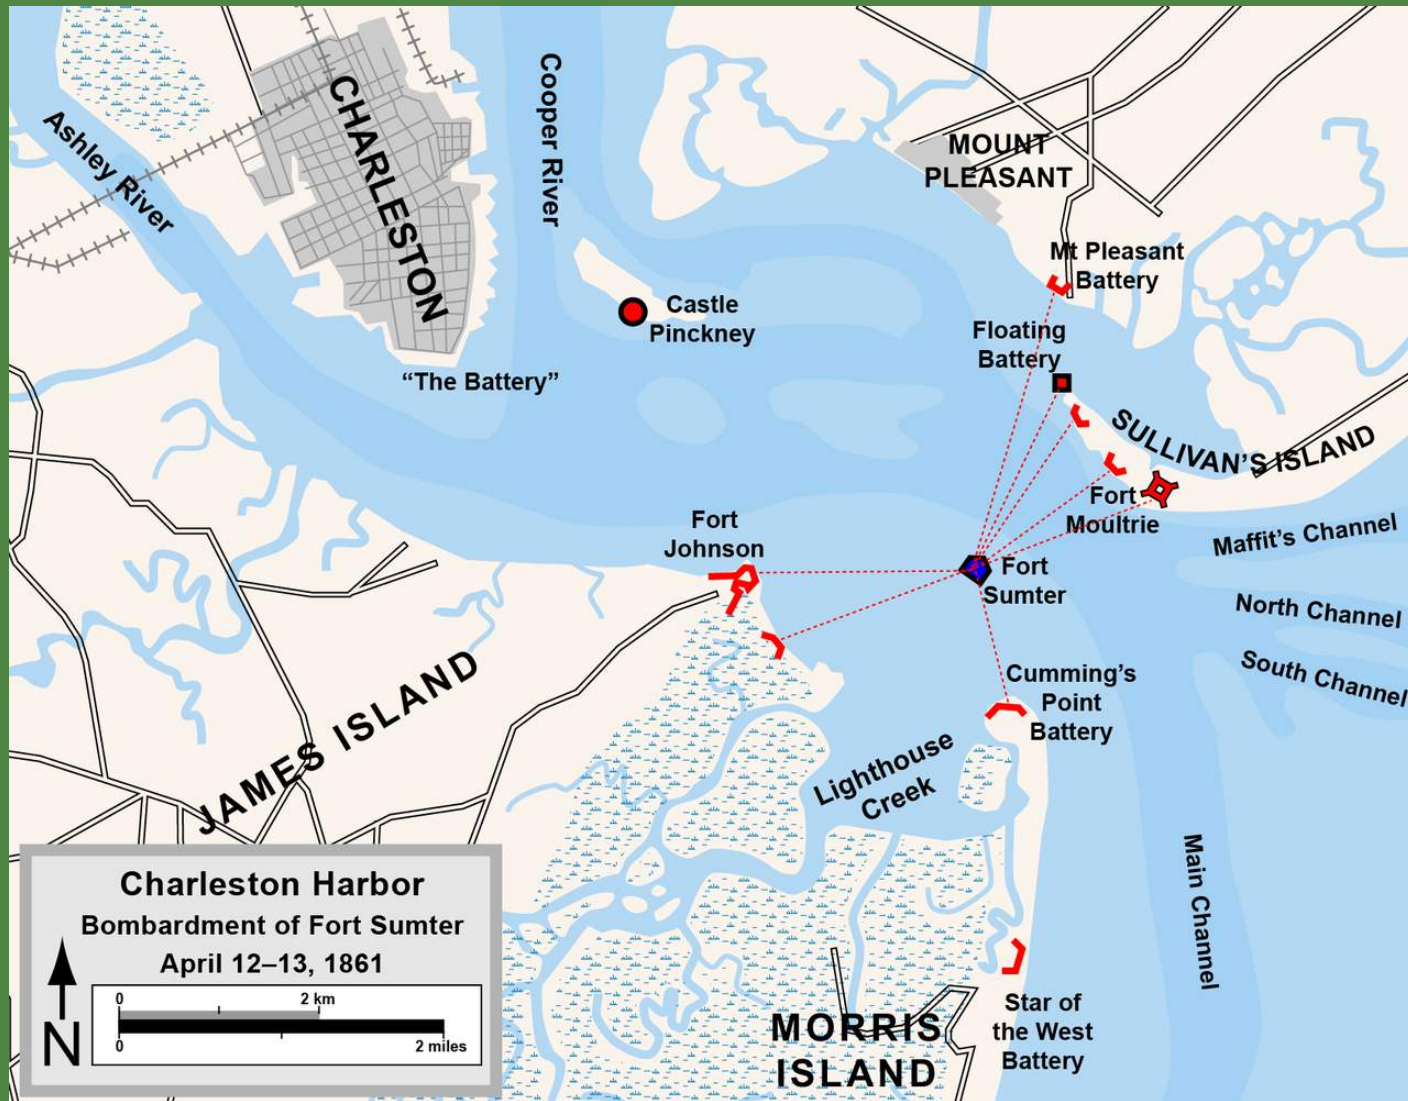 Ashley River
CHARLESTON
Cooper River
MOUNT
PLEASANT
Mt Pleasant
Battery
Castle
Pinckney
Floating
Battery
“The Battery”
SULLIVAN’S ISLAND
Fort
Moultrie
Fort
Johnson
Maffit’s Channel
Fort
Sumter
North Channel
South Channel
Cumming’s
Point
Battery
JAMES ISLAND
Lighthouse
Creek
Main Channel
Star of
the West
Battery
MORRIS
ISLAND
Charleston Harbor
Bombardment of Fort Sumter
April 12–13, 1861
N
0
2 km
0
2 miles